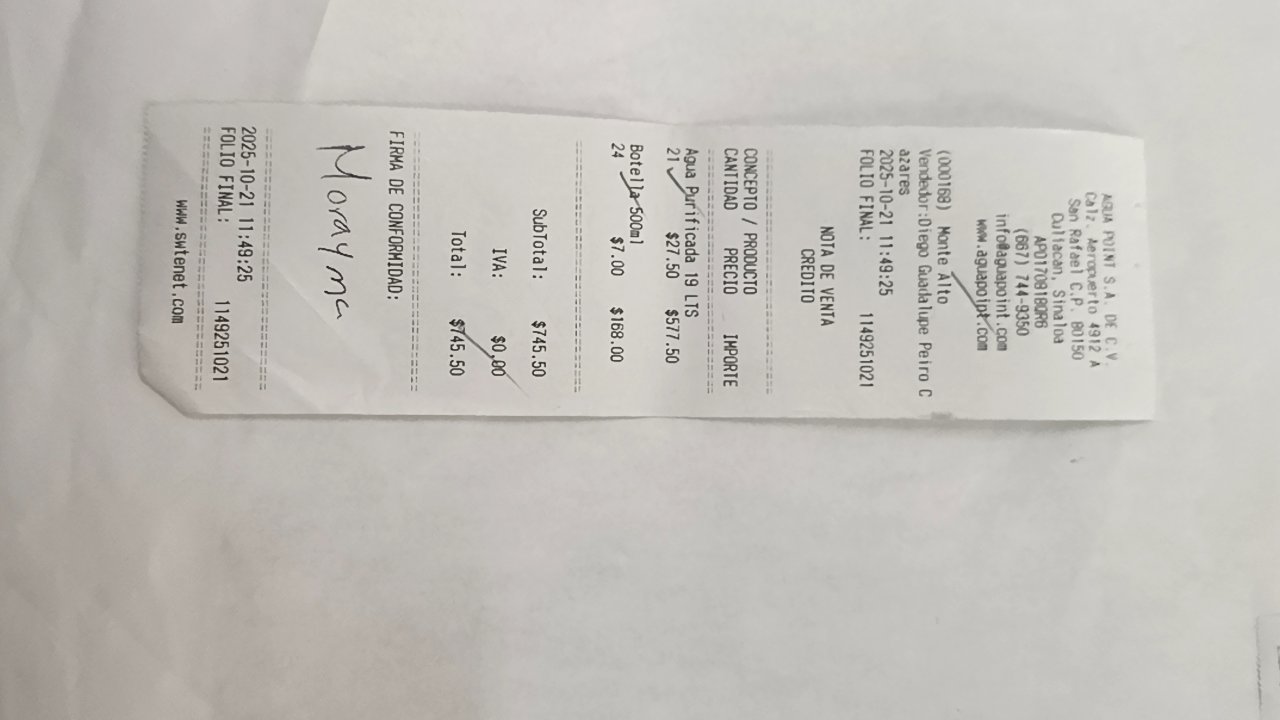 AGUA POINT S.A DE C.V.
Calz. Aeropuerto 4912 A
San Rafael C.P. 80150
Culiacan, Sinaloa
APO170818QR6
(667) 744-9350
info@aguapoint.com
www.aguapoint.com
(000168) Monte Alto
Vendedor:Diego Guadalupe Peiro C
azares
2025-10-21 11:49:25
FOLIO FINAL: 1149251021
NOTA DE VENTA
CREDITO
CONCEPTO / PRODUCTO
CANTIDAD PRECIO IMPORTE
Agua Purificada 19 LTS
21 $27.50 $577.50
Botella 500ml
24 $7.00 $168.00
SubTotal: $745.50
IVA: $0.00
Total: $745.50
FIRMA DE CONFORMIDAD:
Morayma
2025-10-21 11:49:25
FOLIO FINAL: 1149251021
www.swtenet.com